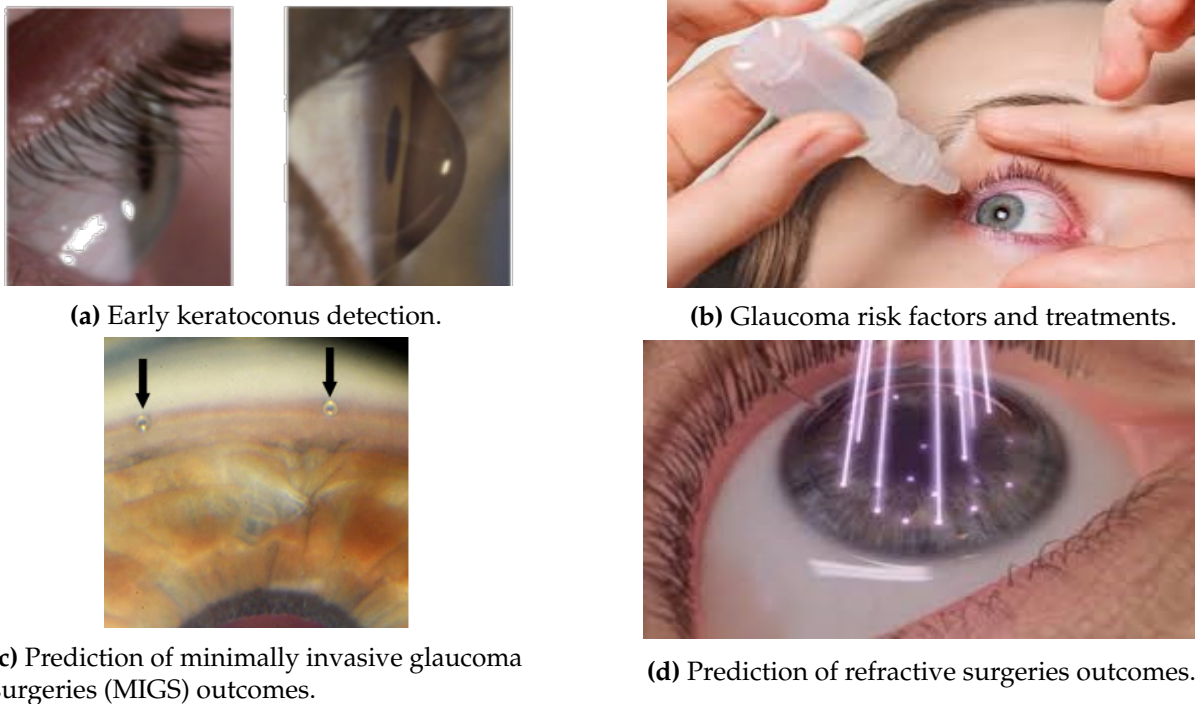 (a) Early keratoconus detection.
(b) Glaucoma risk factors and treatments.
c) Prediction of minimally invasive glaucoma
surgeries (MIGS) outcomes.
(d) Prediction of refractive surgeries outcomes.